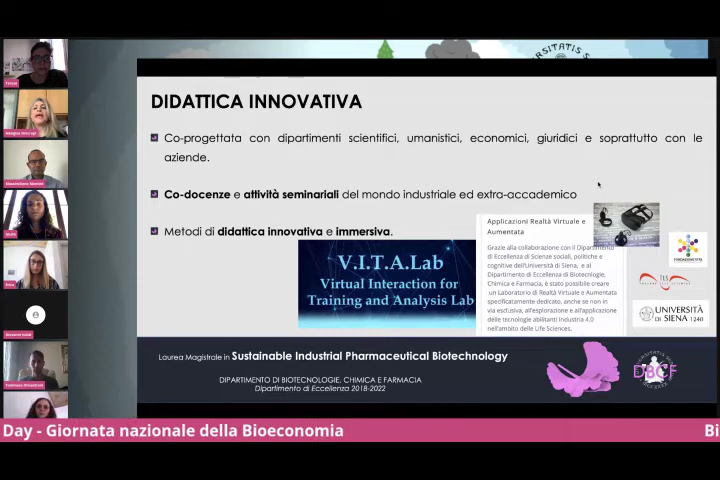 DIDATTICA INNOVATIVA
Co-progettata con dipartimenti scientifici, umanistici, economici, giuridici e soprattutto con le
aziende.
Co-docenze e attività seminariali del mondo industriale ed extra-accademico
Metodi di didattica innovativa e immersiva.
V.I.T.A.Lab
Virtual Interaction for
Training and Analysis Lab
Applicazioni Realtà Virtuale e
Aumentata
Grazie alla collaborazione con il Dipartimento
di Eccellenza di Scienze sociali, politiche e
cognitive dell'Università di Siena, e al
Dipartimento di Eccellenza di Biotecnologie,
Chimica e Farmacia, è stato possibile creare
un Laboratorio di Realtà Virtuale e Aumentata
specificatamente dedicato, anche se non in
via esclusiva, all'esplorazione e all'applicazione
delle tecnologie abilitanti Industria 4.0
nell'ambito delle Life Sciences.
FONDAZIONE VITA
TLS
UNIVERSITÀ
DI SIENA 1240
Laurea Magistrale in Sustainable Industrial Pharmaceutical Biotechnology
DIPARTIMENTO DI BIOTECNOLOGIE, CHIMICA E FARMACIA
Dipartimento di Eccellenza 2018-2022
DBCF
Day - Giornata nazionale della Bioeconomia
Bi